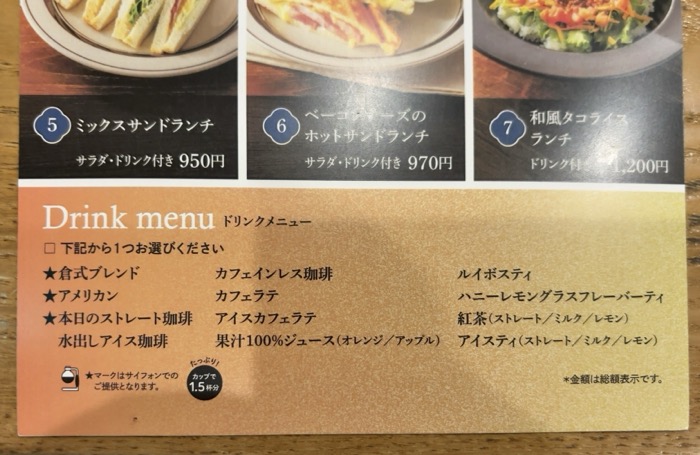 5 ミックスサンドランチ
サラダ・ドリンク付き 950円
6 ベーコンチーズの
ホットサンドランチ
サラダ・ドリンク付き 970円
7 和風タコライス
ランチ
ドリンク付き 1,200円
Drink menu ドリンクメニュー
□ 下記から1つお選びください
★倉式ブレンド
★アメリカン
★本日のストレート珈琲
水出しアイス珈琲
カフェインレス珈琲
カフェラテ
アイスカフェラテ
果汁100%ジュース(オレンジ/アップル)
ルイボスティ
ハニーレモングラスフレーバーティ
紅茶(ストレート/ミルク/レモン)
アイスティ(ストレート/ミルク/レモン)
★マークはサイフォンでの
ご提供となります。
たっぷり!
カップで
1.5杯分
*金額は総額表示です。